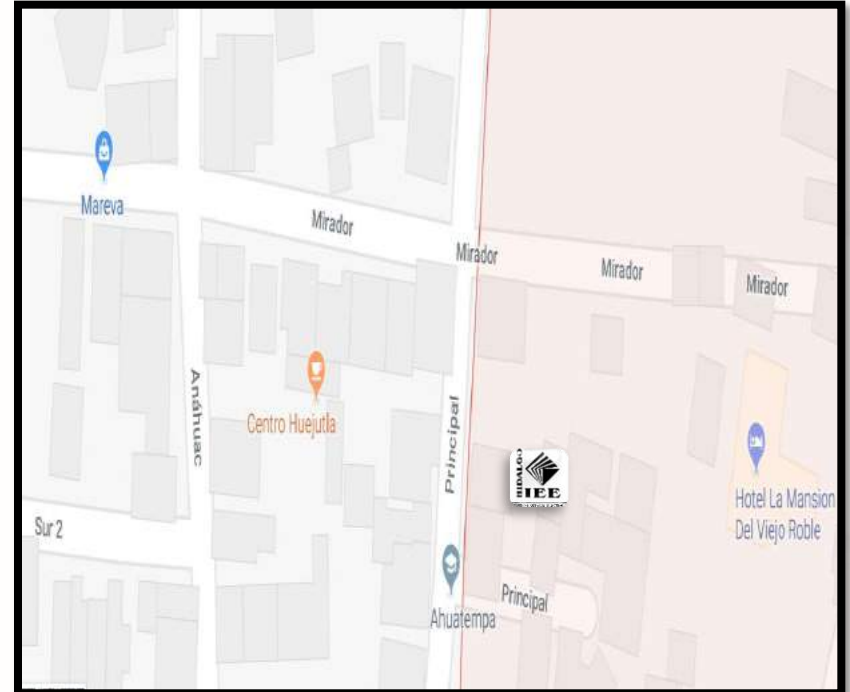 Mareva
Mirador
Mirador
Mirador
Mirador
Anáhuac
Centro Huejutla
Principal
HIDALGO
IEE
Hotel La Mansion
Del Viejo Roble
Sur 2
Principal
Ahuatempa